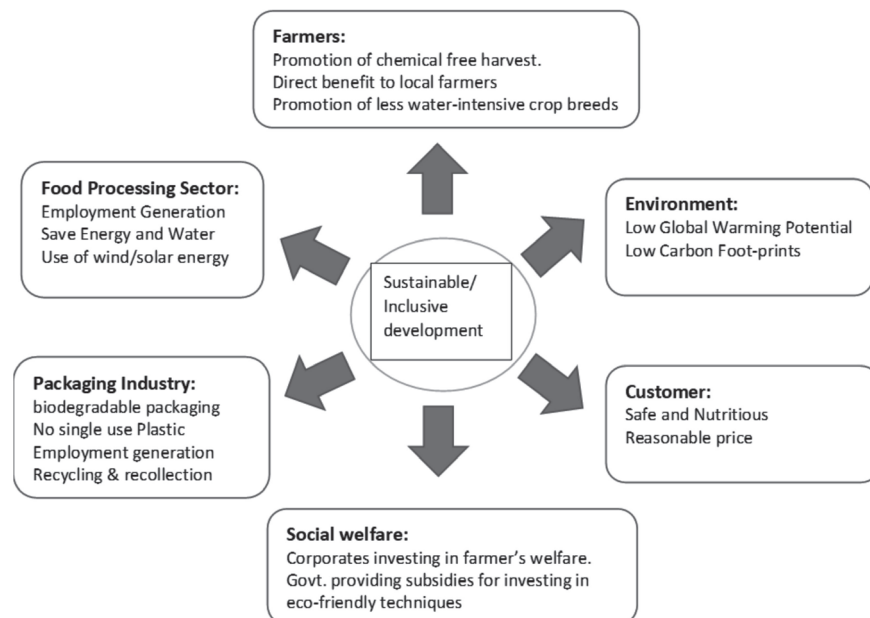 Farmers:
Promotion of chemical free harvest.
Direct benefit to local farmers
Promotion of less water-intensive crop breeds
Food Processing Sector:
Employment Generation
Save Energy and Water
Use of wind/solar energy
Environment:
Low Global Warming Potential
Low Carbon Foot-prints
Sustainable/
Inclusive
development
Packaging Industry:
biodegradable packaging
No single use Plastic
Employment generation
Recycling & recollection
Customer:
Safe and Nutritious
Reasonable price
Social welfare:
Corporates investing in farmer's welfare.
Govt. providing subsidies for investing in
eco-friendly techniques